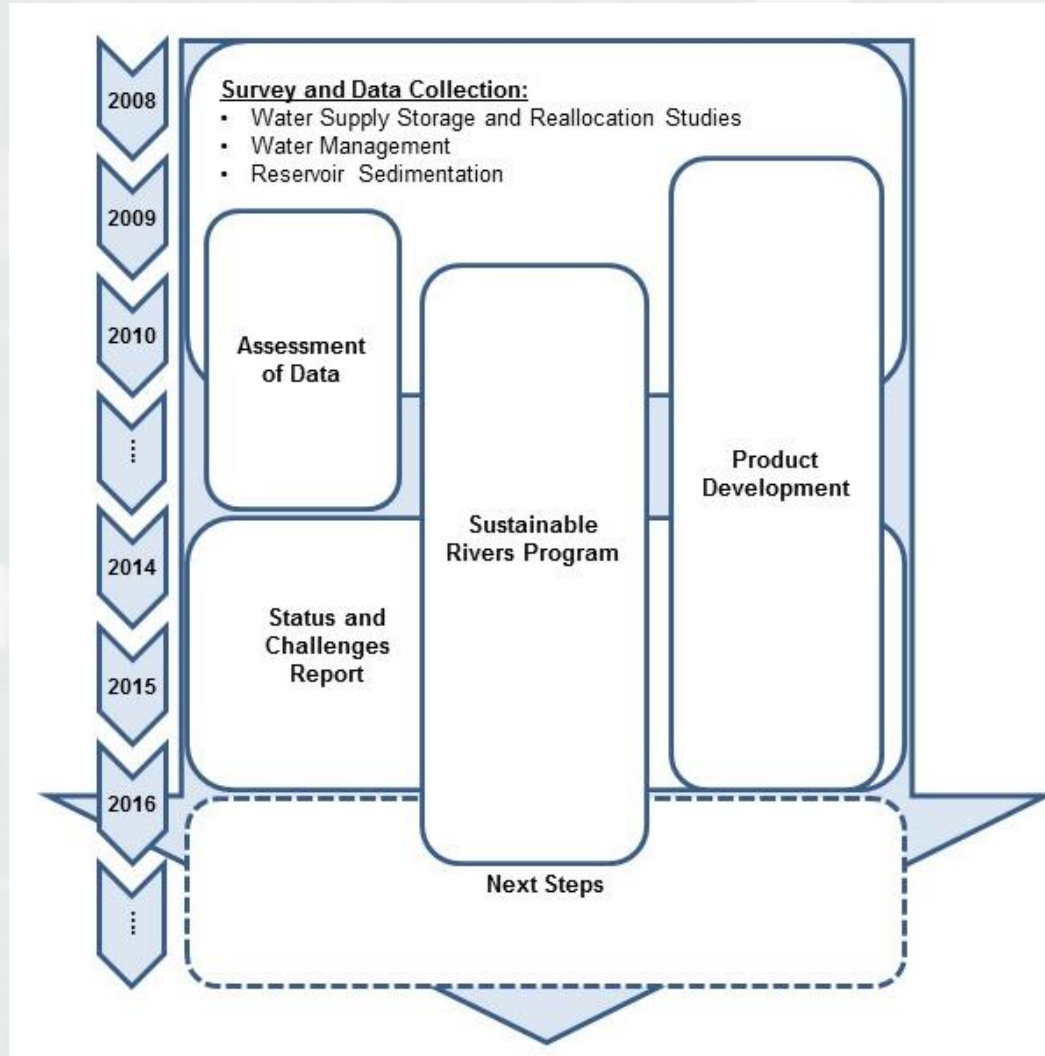 2008
2009
2010
....
2014
2015
2016
....
Survey and Data Collection:
• Water Supply Storage and Reallocation Studies
• Water Management
• Reservoir Sedimentation
Assessment
of Data
Sustainable
Rivers Program
Product
Development
Status and
Challenges
Report
Next Steps